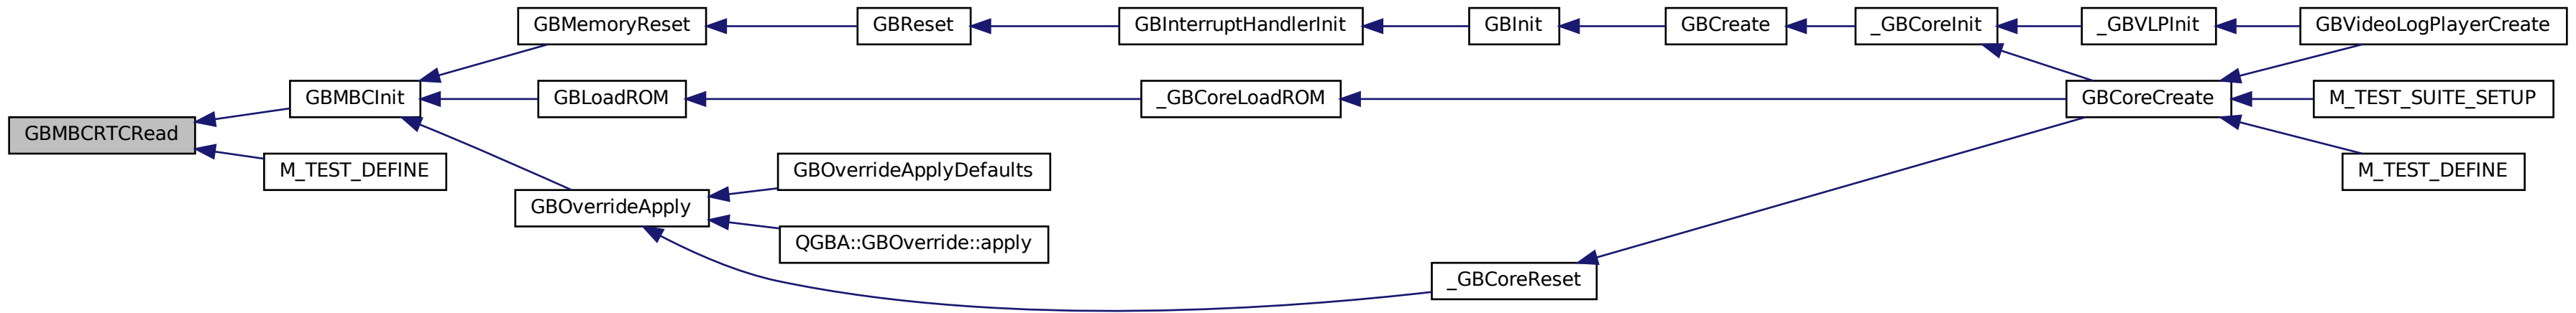 GBMemoryReset
GBReset
GBInterruptHandlerInit
GBInit
GBCreate
_GBCoreInit
_GBVLPInit
GBVideoLogPlayerCreate
GBMBCInit
GBLoadROM
_GBCoreLoadROM
GBCoreCreate
M_TEST_SUITE_SETUP
GBMBCRTCRead
M_TEST_DEFINE
GBOverrideApplyDefaults
M_TEST_DEFINE
GBOverrideApply
QGBA::GBOverride::apply
_GBCoreReset